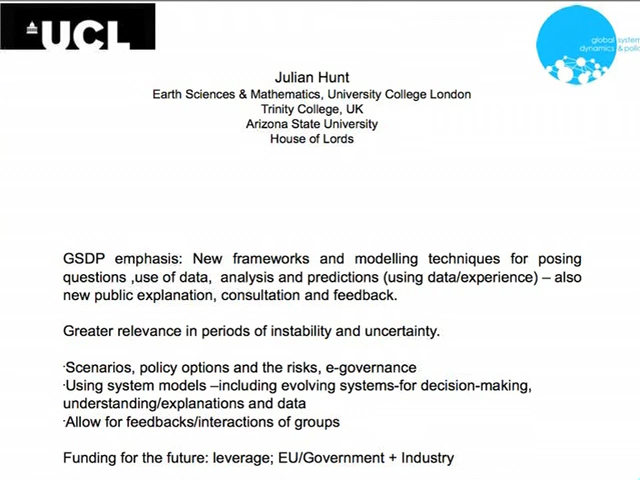 UCL
global systems
dynamics & polic
Julian Hunt
Earth Sciences & Mathematics, University College London
Trinity College, UK
Arizona State University
House of Lords
GSDP emphasis: New frameworks and modelling techniques for posing
questions ,use of data, analysis and predictions (using data/experience) – also
new public explanation, consultation and feedback.
Greater relevance in periods of instability and uncertainty.
·Scenarios, policy options and the risks, e-governance
·Using system models –including evolving systems-for decision-making,
understanding/explanations and data
·Allow for feedbacks/interactions of groups
Funding for the future: leverage; EU/Government + Industry